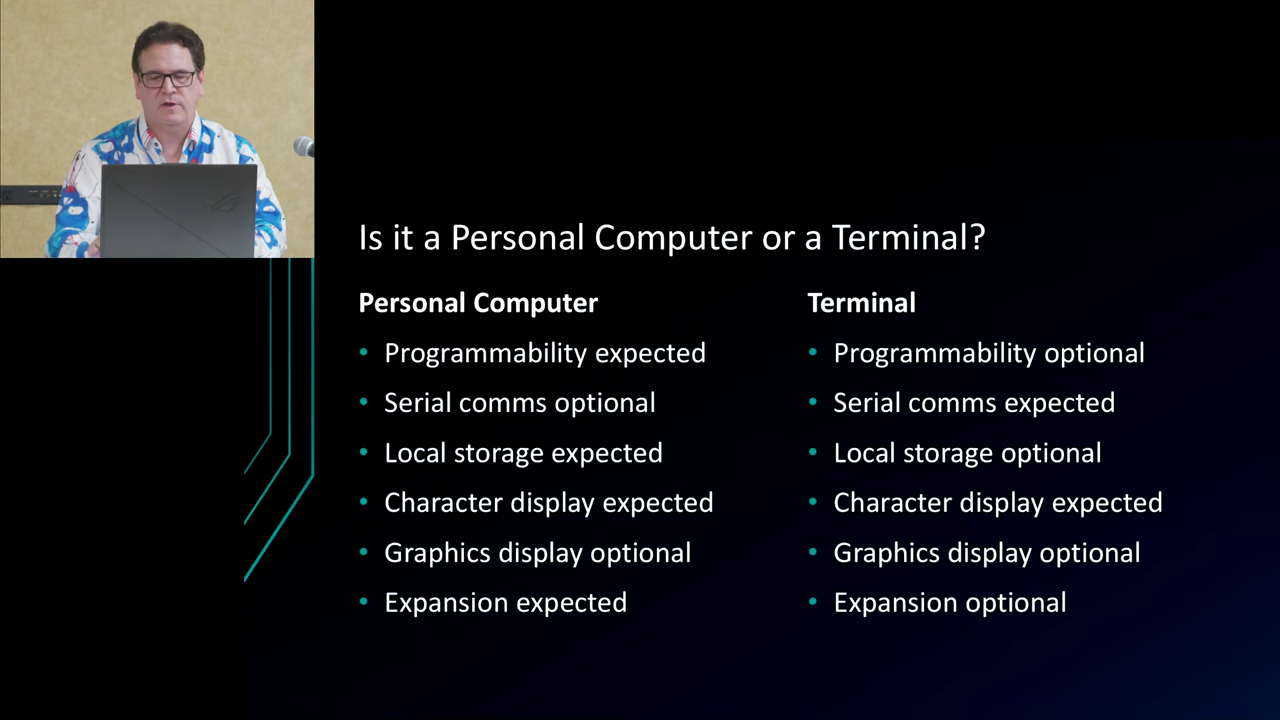 Is it a Personal Computer or a Terminal?
Personal Computer
• Programmability expected
• Serial comms optional
• Local storage expected
• Character display expected
• Graphics display optional
• Expansion expected
Terminal
• Programmability optional
• Serial comms expected
• Local storage optional
• Character display expected
• Graphics display optional
• Expansion optional